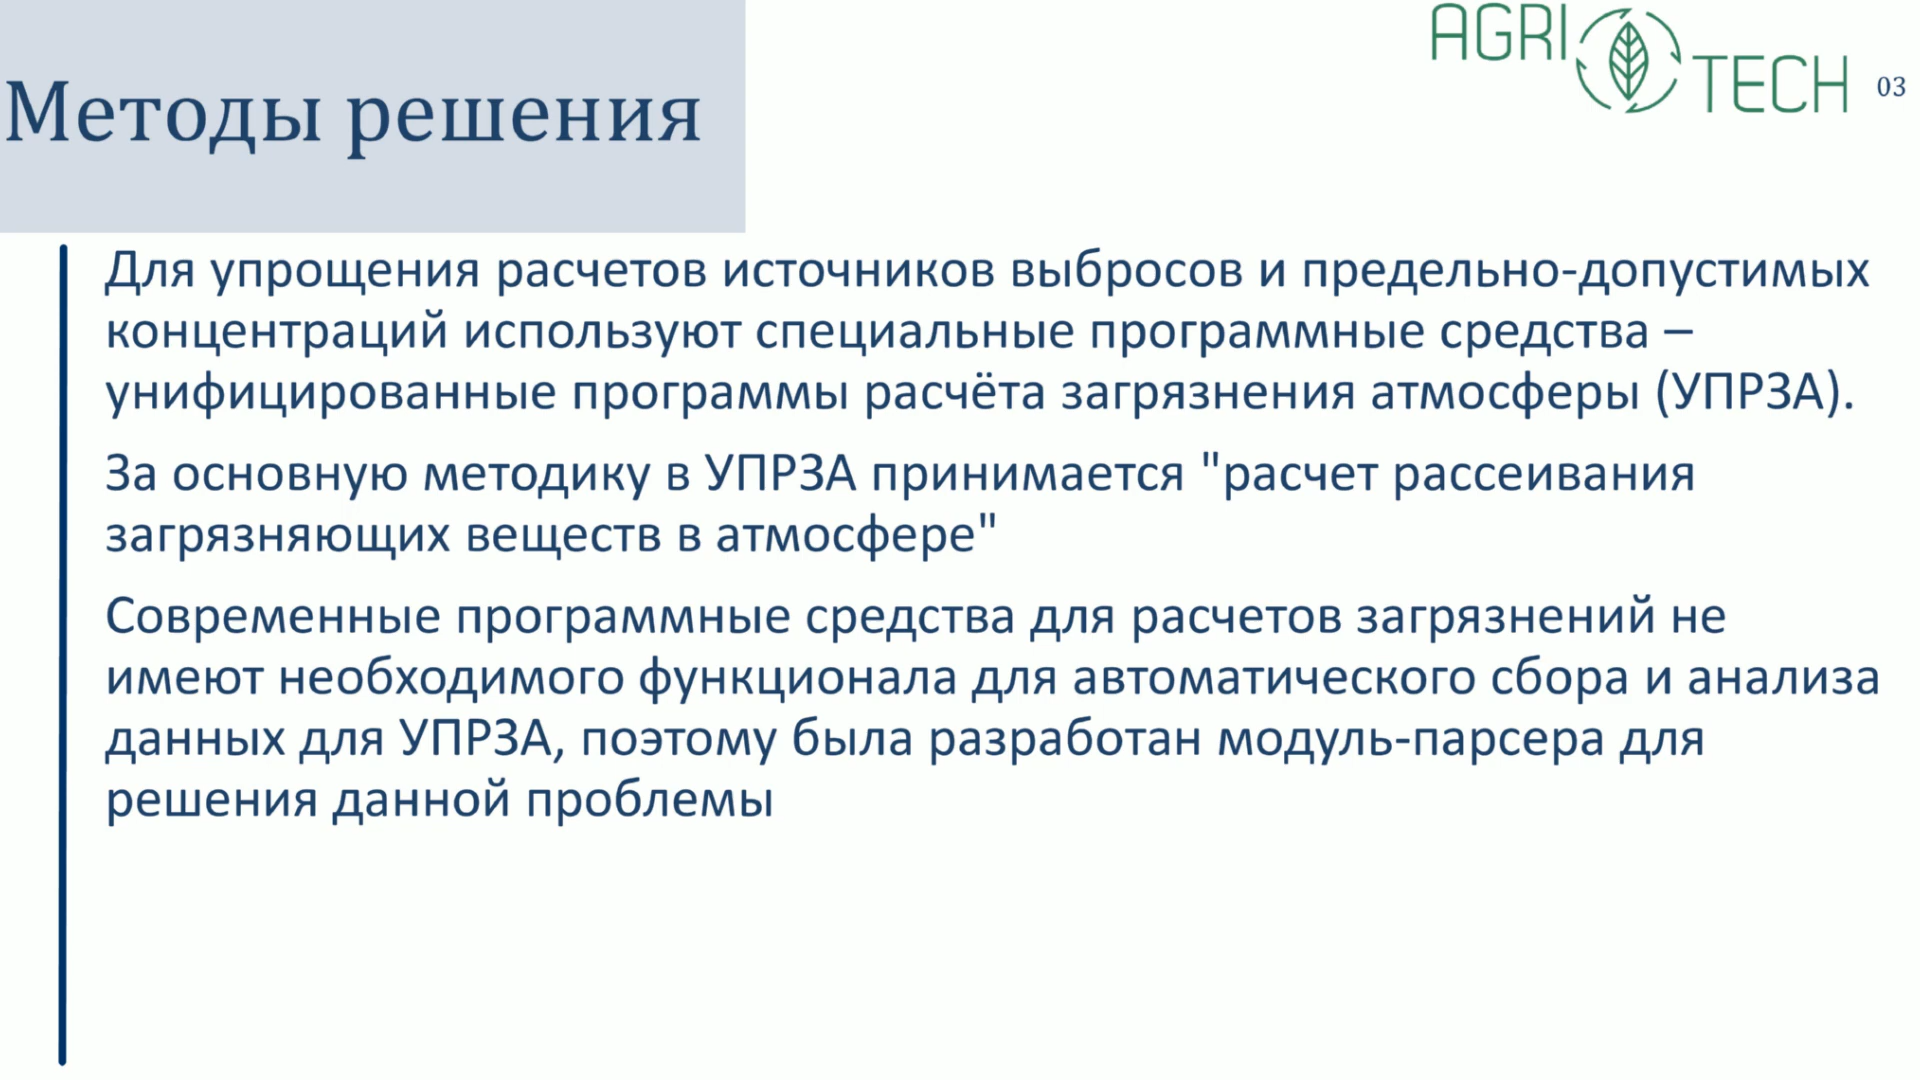 Методы решения
AGRI TECH
03
Для упрощения расчетов источников выбросов и предельно-допустимых
концентраций используют специальные программные средства –
унифицированные программы расчёта загрязнения атмосферы (УПРЗА).
За основную методику в УПРЗА принимается "расчет рассеивания
загрязняющих веществ в атмосфере"
Современные программные средства для расчетов загрязнений не
имеют необходимого функционала для автоматического сбора и анализа
данных для УПРЗА, поэтому была разработан модуль-парсера для
решения данной проблемы